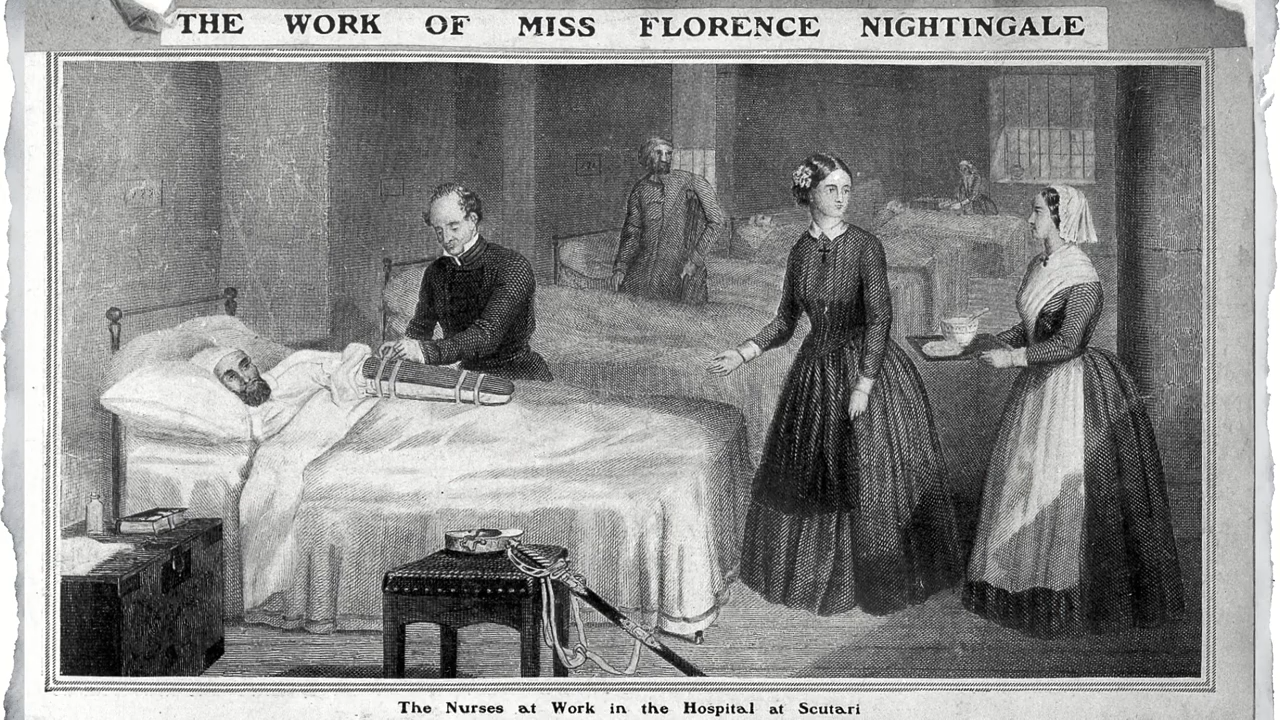 THE WORK OF MISS FLORENCE NIGHTINGALE
The Nurses at Work in the Hospital at Scutari